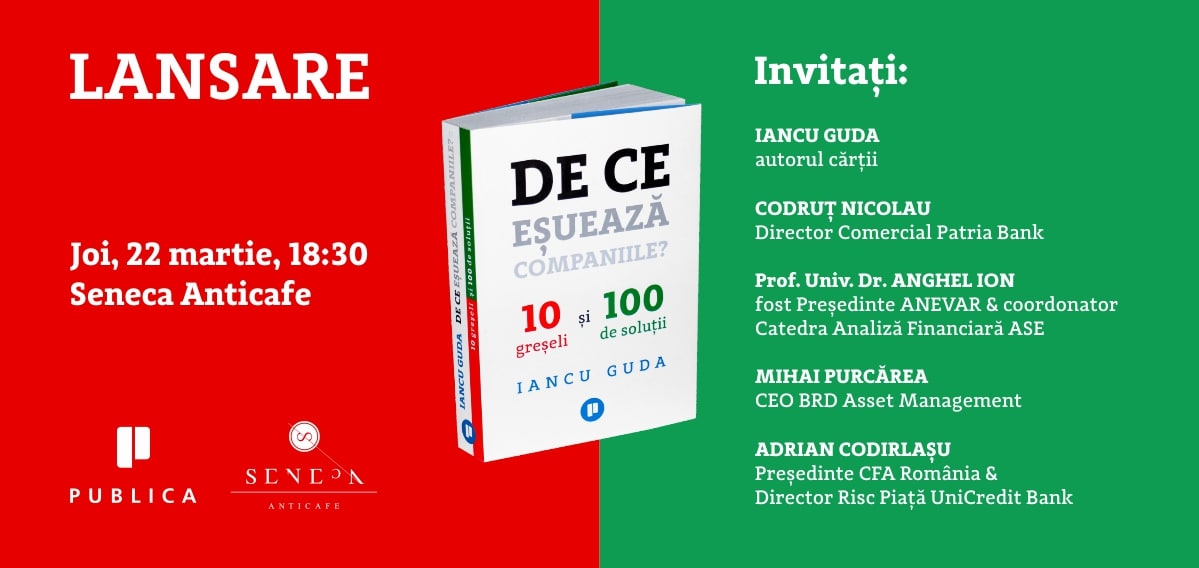 LANSARE
Joi, 22 martie, 18:30
Seneca Anticafe
PUBLICA
SENECA
ANTICAFE
IANCU GUDA DE CE EȘUEAZĂ COMPANIILE?
10 greșeli și 100 de soluții
DE CE
EȘUEAZĂ
COMPANIILE?
10 și 100
greșeli de soluții
IANCU GUDA
Invitați:
IANCU GUDA
autorul cărții
CODRUȚ NICOLAU
Director Comercial Patria Bank
Prof. Univ. Dr. ANGHEL ION
fost Președinte ANEVAR & coordonator
Catedra Analiză Financiară ASE
MIHAI PURCĂREA
CEO BRD Asset Management
ADRIAN CODIRLAȘU
Președinte CFA România &
Director Risc Piață UniCredit Bank